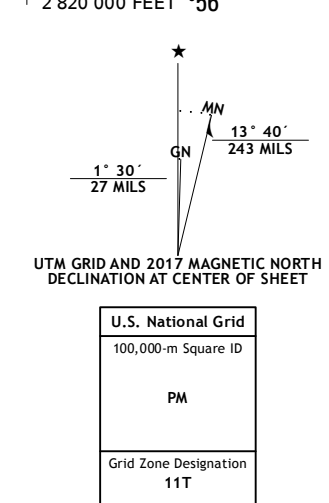 2 820 000 FEET ⁵56
MN
GN
13° 40´
243 MILS
1° 30´
27 MILS
UTM GRID AND 2017 MAGNETIC NORTH
DECLINATION AT CENTER OF SHEET
U.S. National Grid
100,000-m Square ID
PM
Grid Zone Designation
11T